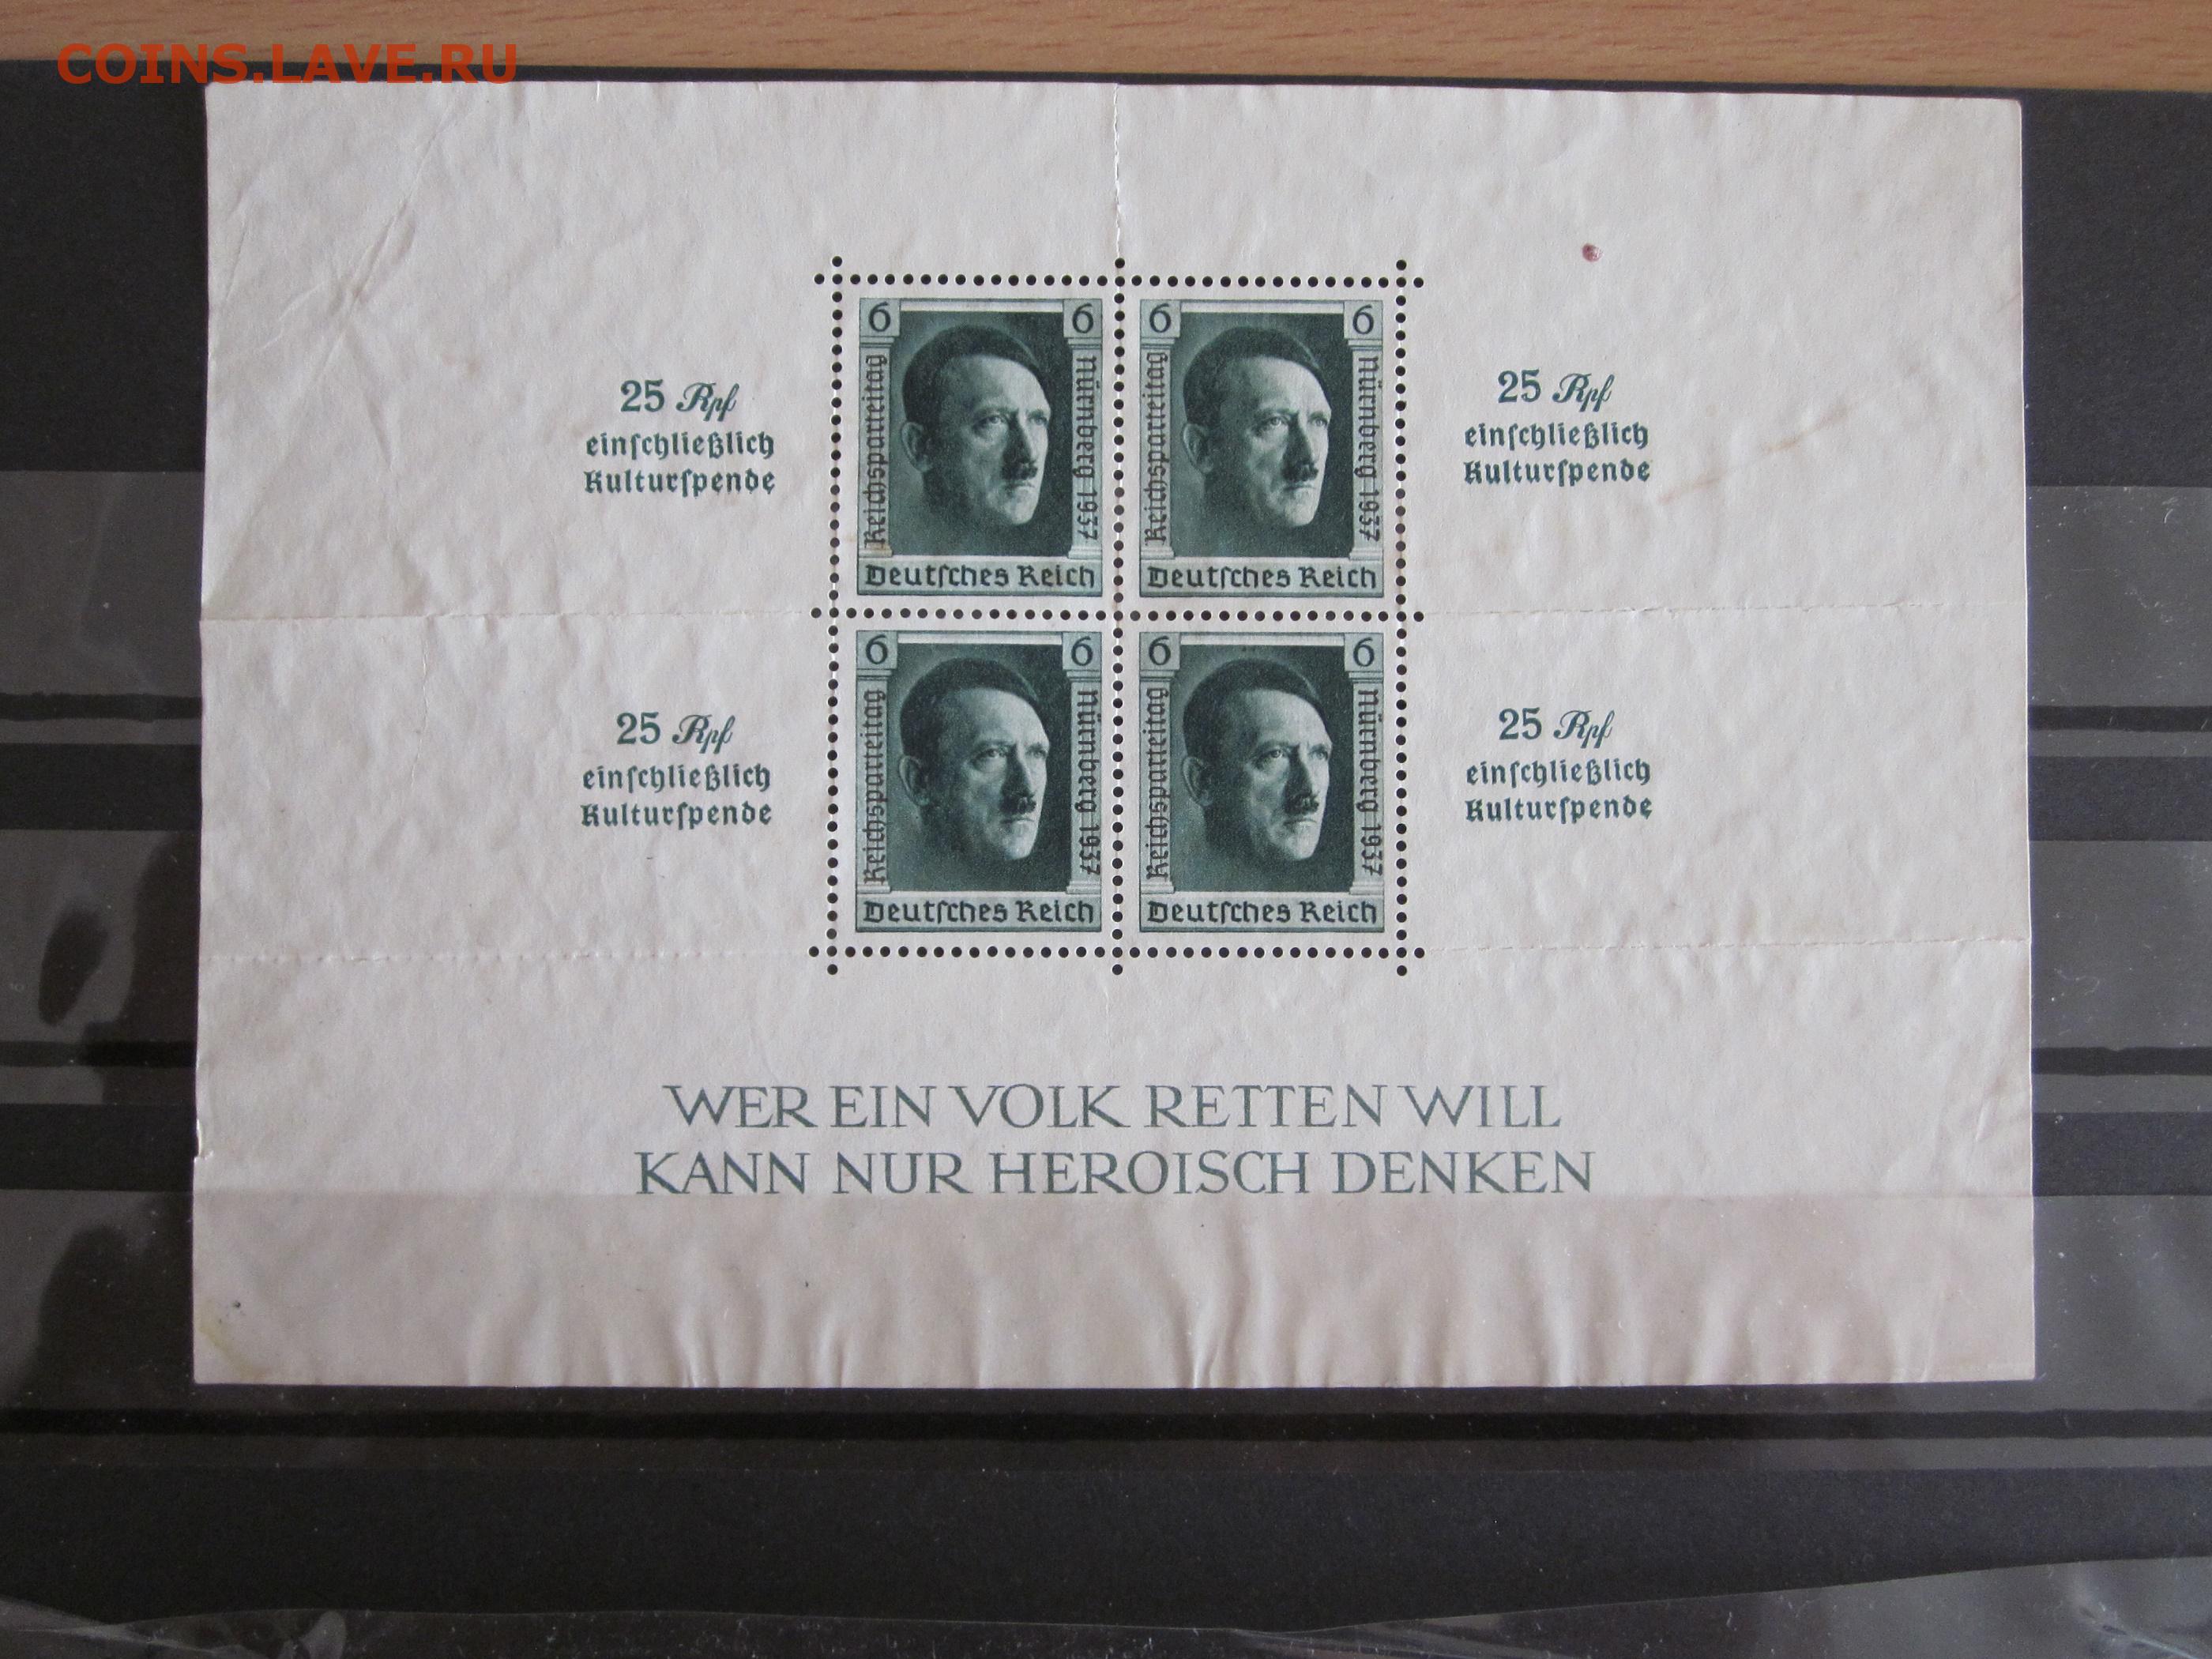 COINS.LAVE.RU
6 6 6 6
Reichsparteitag Nürnberg 1937 Reichsparteitag Nürnberg 1937
25 Rpf 25 Rpf
einſchließlich einſchließlich
Kulturſpende Kulturſpende
Deutſches Reich Deutſches Reich
6 6 6 6
Reichsparteitag Nürnberg 1937 Reichsparteitag Nürnberg 1937
25 Rpf 25 Rpf
einſchließlich einſchließlich
Kulturſpende Kulturſpende
Deutſches Reich Deutſches Reich
WER EIN VOLK RETTEN WILL
KANN NUR HEROISCH DENKEN